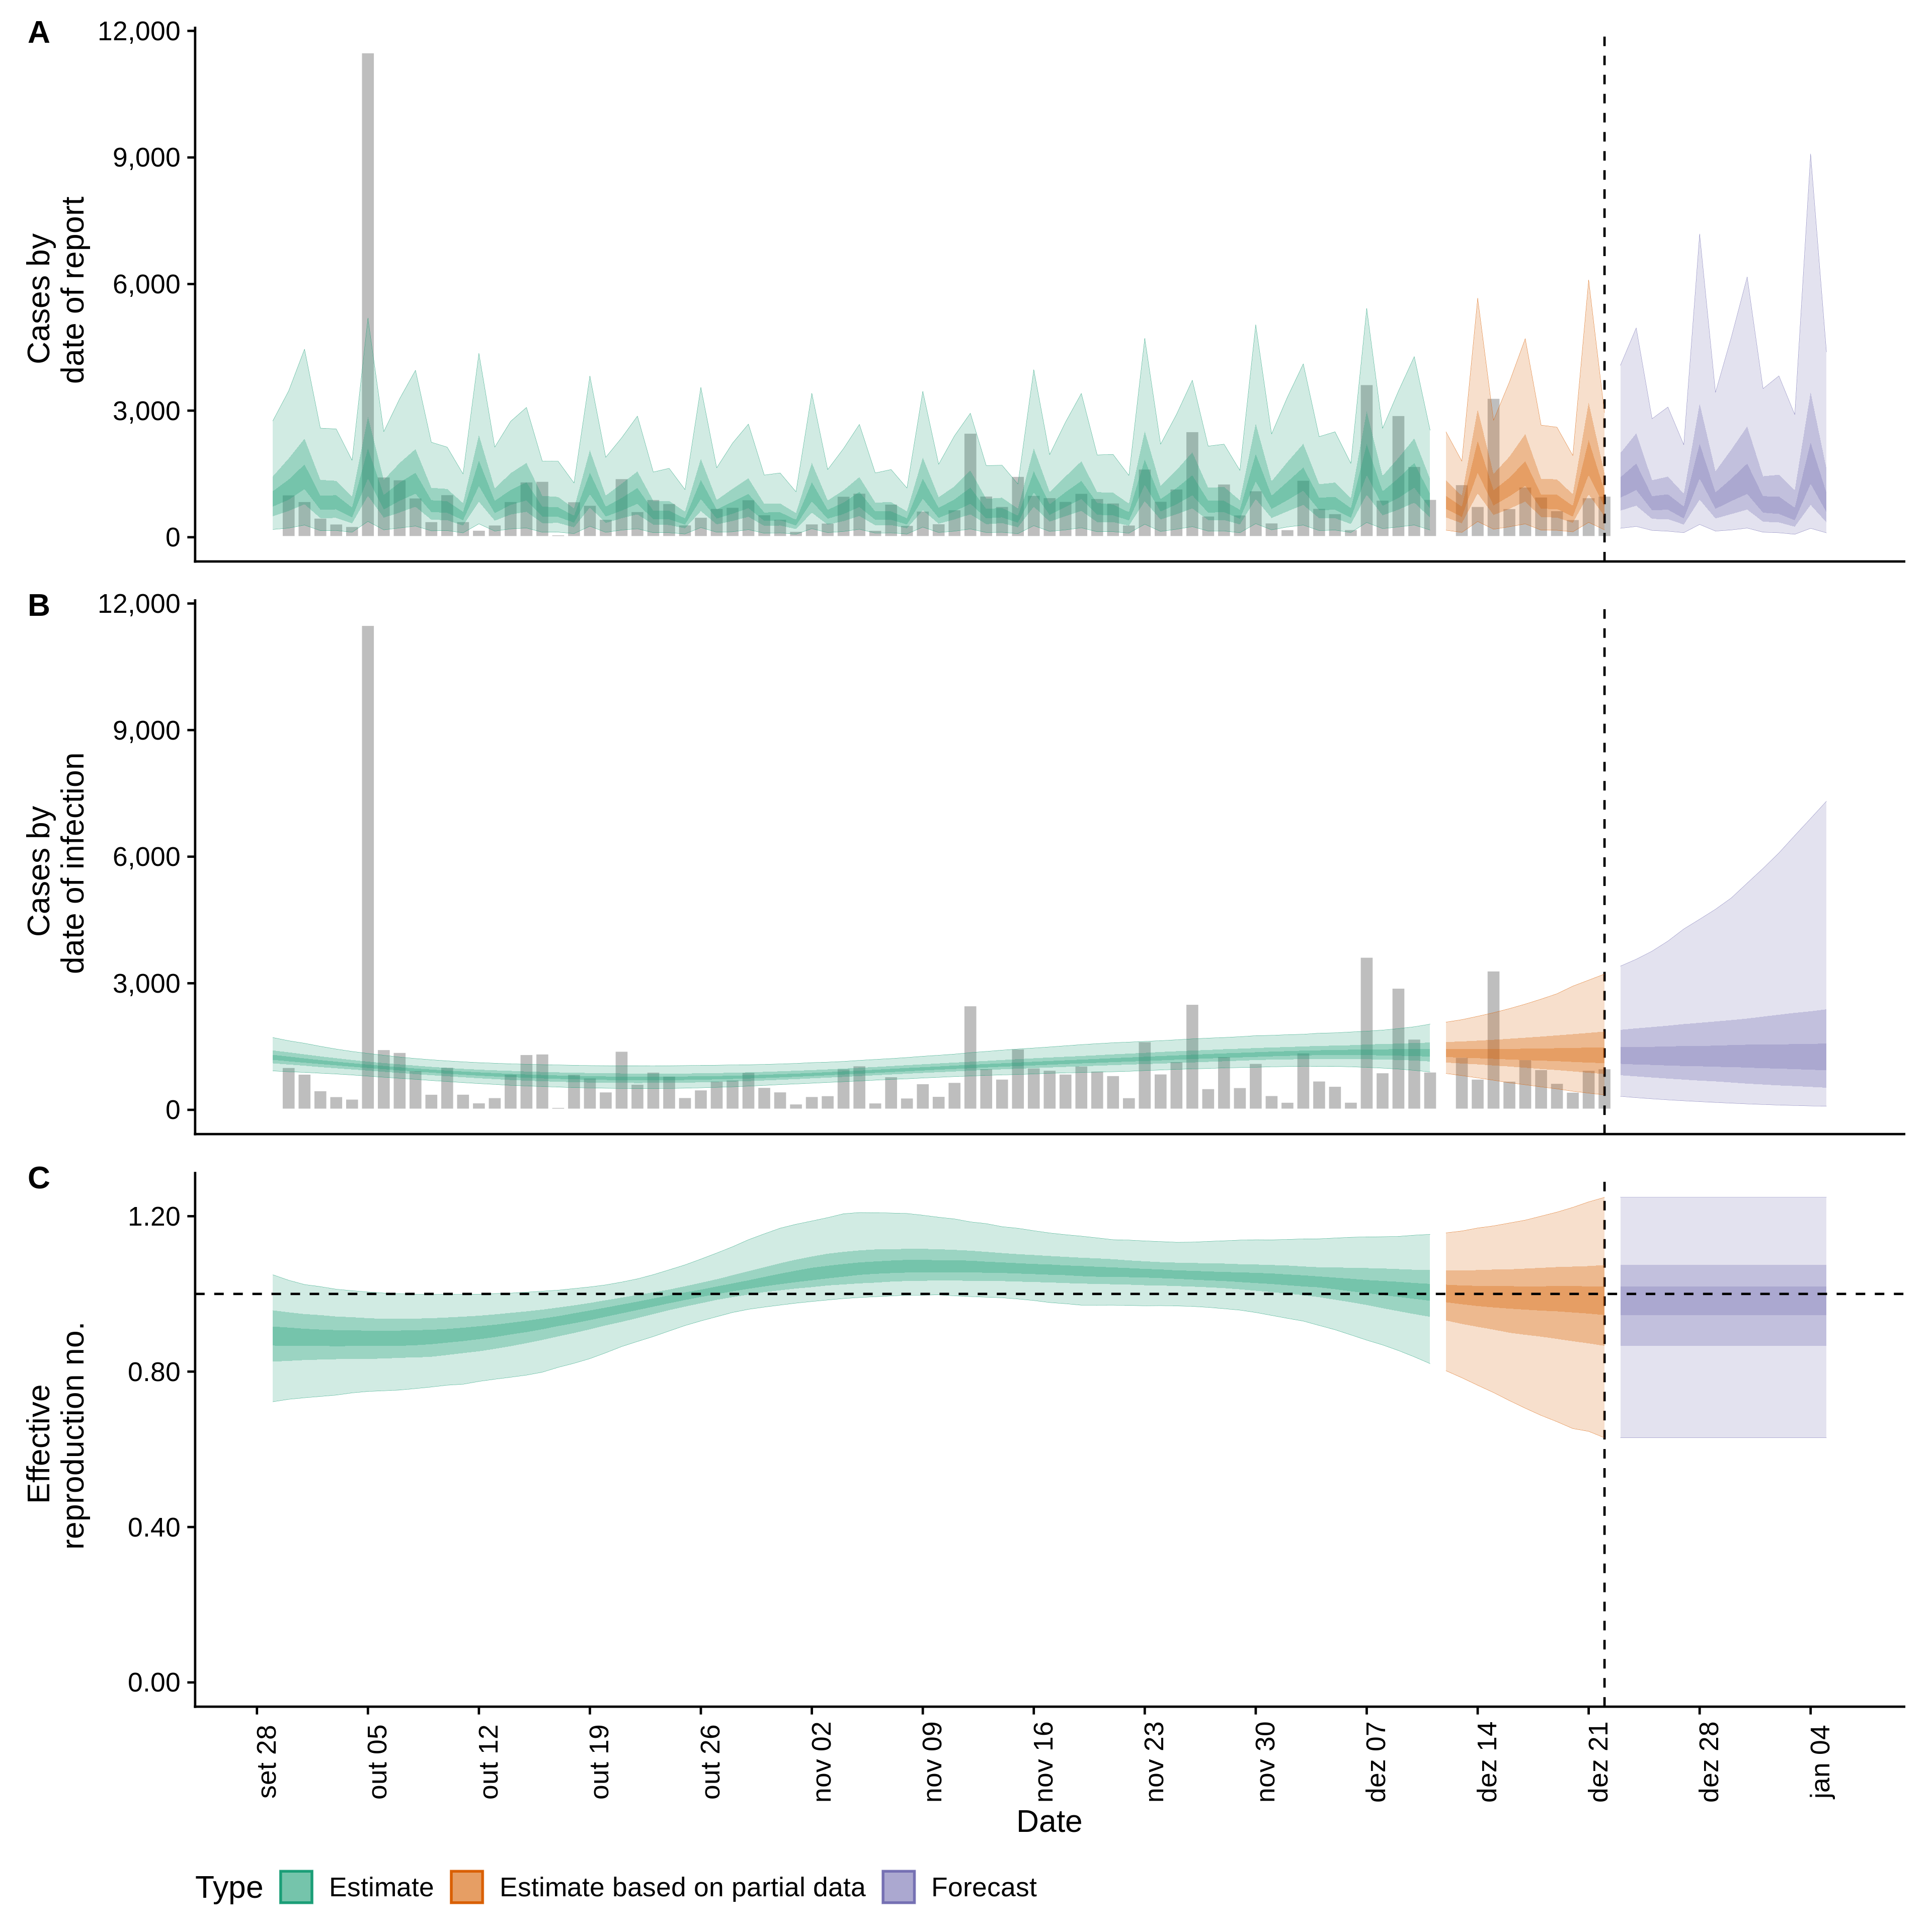 A
12,000
9,000
6,000
3,000
0
Cases by
date of report
B
12,000
9,000
6,000
3,000
0
Cases by
date of infection
C
1.20
0.80
0.40
0.00
Effective
reproduction no.
set 28
out 05
out 12
out 19
out 26
nov 02
nov 09
nov 16
nov 23
nov 30
dez 07
dez 14
dez 21
dez 28
jan 04
Date
Type Estimate Estimate based on partial data Forecast